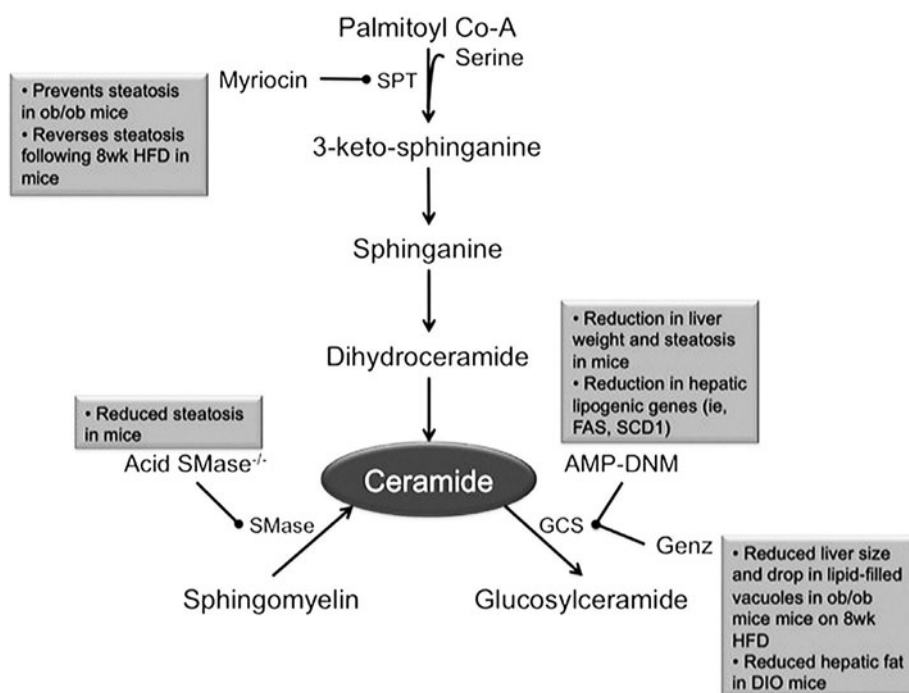 Palmitoyl Co-A
Serine
Myriocin
SPT
• Prevents steatosis
in ob/ob mice
• Reverses steatosis
following 8wk HFD in
mice
3-keto-sphinganine
Sphinganine
Dihydroceramide
• Reduction in liver
weight and steatosis in
mice
• Reduction in hepatic
lipogenic genes (ie,
FAS, SCD1)
• Reduced steatosis
in mice
Acid SMase-/-
AMP-DNM
Ceramide
SMase
GCS
Genz
Sphingomyelin
Glucosylceramide
• Reduced liver size
and drop in lipid-filled
vacuoles in ob/ob
mice mice on 8wk
HFD
• Reduced hepatic fat
in DIO mice